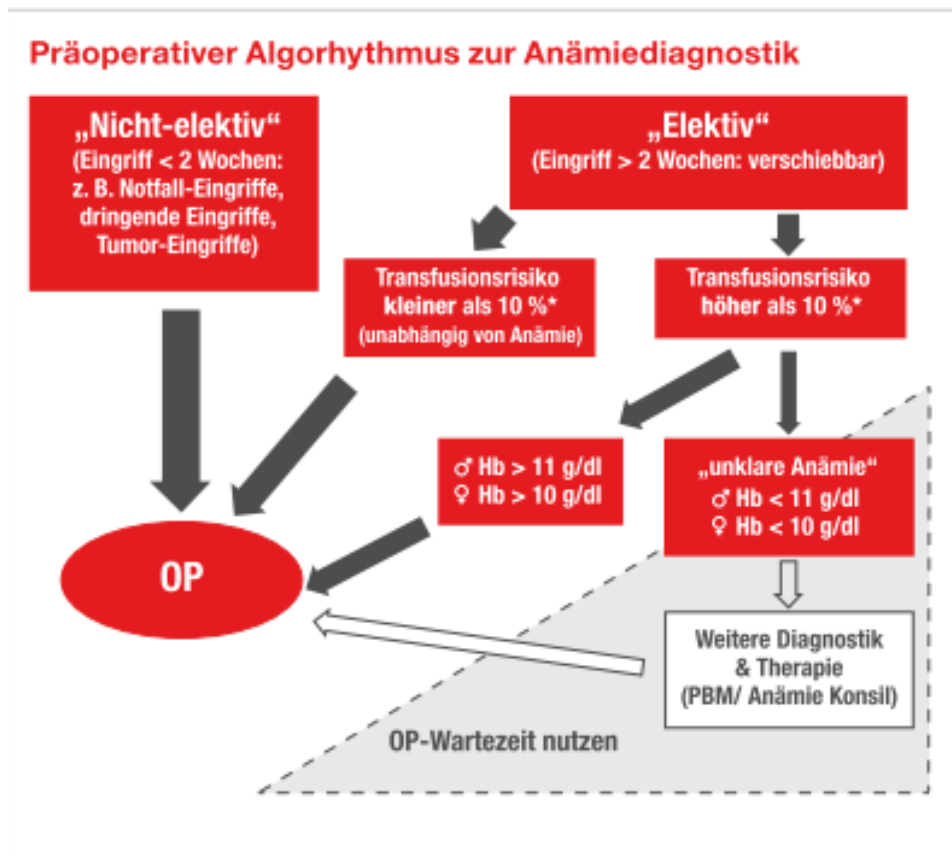 Präoperativer Algorhythmus zur Anämiediagnostik
„Nicht-elektiv“
(Eingriff < 2 Wochen:
z. B. Notfall-Eingriffe,
dringende Eingriffe,
Tumor-Eingriffe)
„Elektiv“
(Eingriff > 2 Wochen: verschiebbar)
Transfusionsrisiko
kleiner als 10 %*
(unabhängig von Anämie)
Transfusionsrisiko
höher als 10 %*
♂ Hb > 11 g/dl
♀ Hb > 10 g/dl
„unklare Anämie“
♂ Hb < 11 g/dl
♀ Hb < 10 g/dl
OP
Weitere Diagnostik
& Therapie
(PBM/ Anämie Konsil)
OP-Wartezeit nutzen